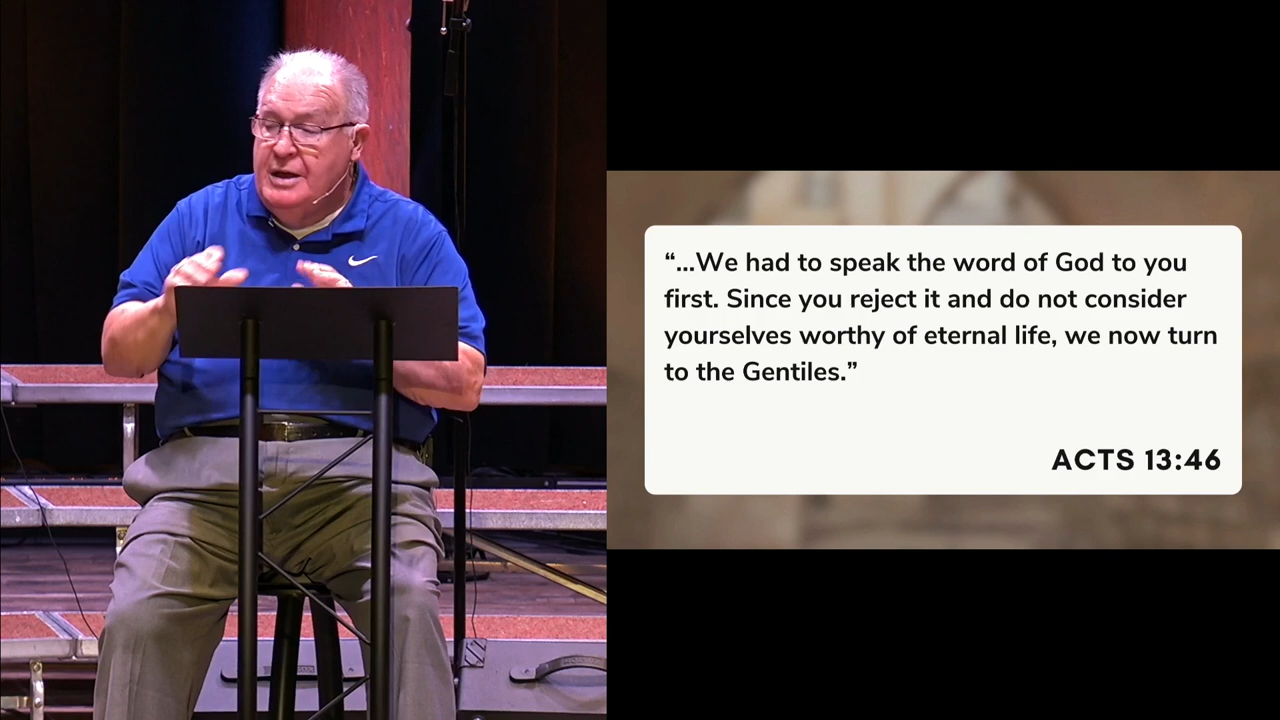 “...We had to speak the word of God to you
first. Since you reject it and do not consider
yourselves worthy of eternal life, we now turn
to the Gentiles.”
ACTS 13:46